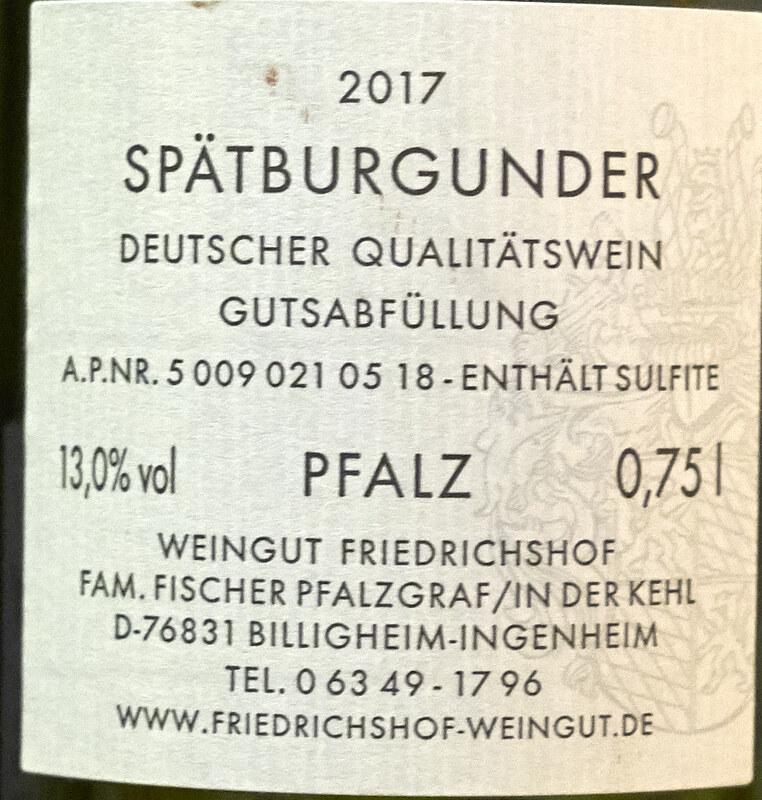 2017
SPÄTBURGUNDER
DEUTSCHER QUALITÄTSWEIN
GUTSABFÜLLUNG
A.P.NR. 5 009 021 05 18 - ENTHÄLT SULFITE
13,0% vol PFALZ 0,75 l
WEINGUT FRIEDRICHSHOF
FAM. FISCHER PFALZGRAF/IN DER KEHL
D-76831 BILLIGHEIM-INGENHEIM
TEL. 0 63 49 - 17 96
WWW.FRIEDRICHSHOF-WEINGUT.DE